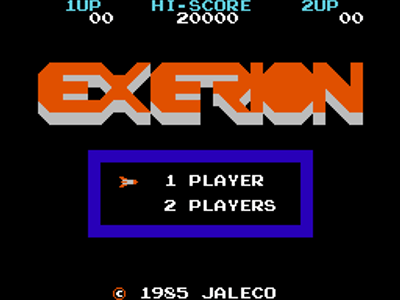 1UP HI-SCORE 2UP
00 20000 00
EXERION
1 PLAYER
2 PLAYERS
© 1985 JALECO